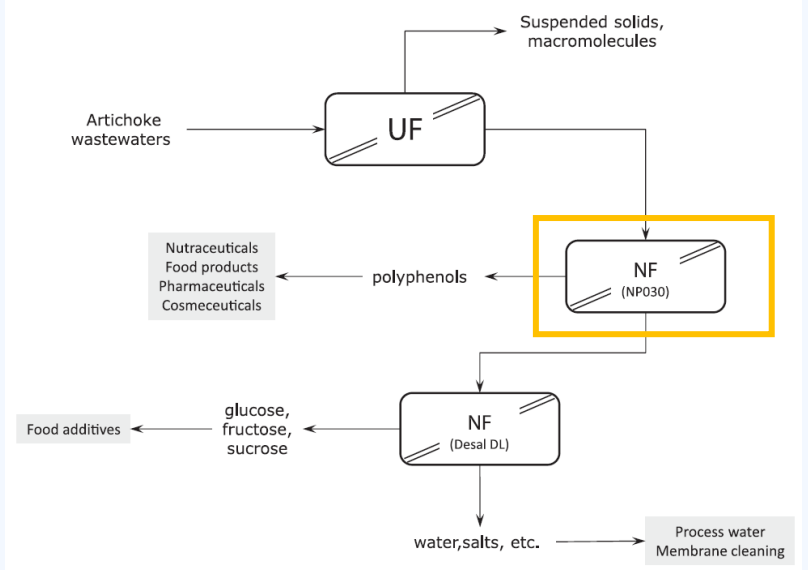 Suspended solids,
macromolecules
Artichoke
wastewaters
UF
Nutraceuticals
Food products
Pharmaceuticals
Cosmeceuticals
polyphenols
NF
(NP030)
Food additives
glucose,
fructose,
sucrose
NF
(Desal DL)
water,salts, etc.
Process water
Membrane cleaning